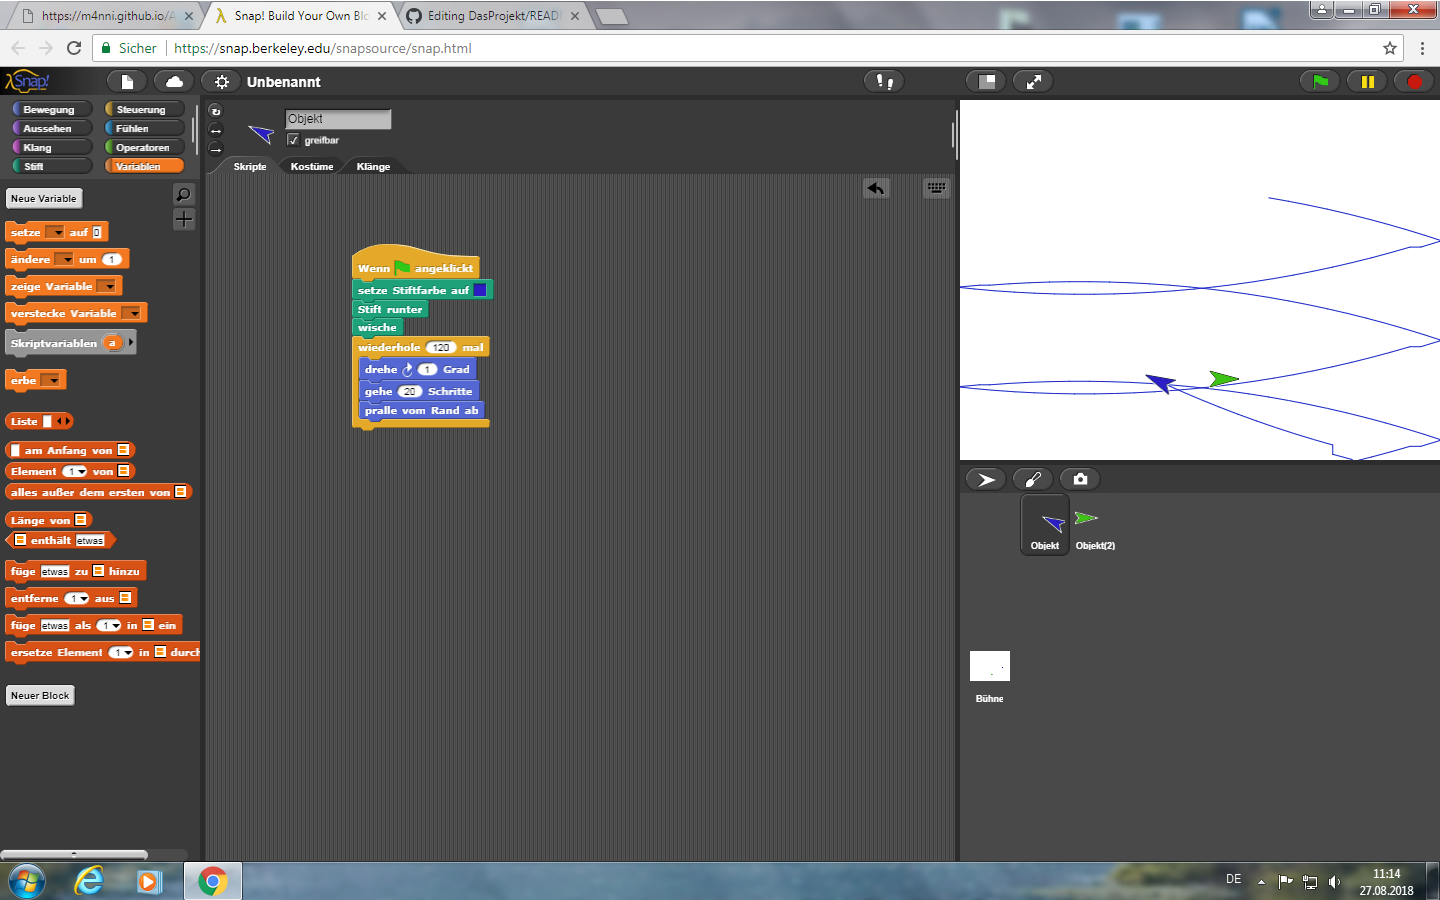 https://m4nni.github.io/A
Snap! Build Your Own Blo
Editing DasProjekt/READ
Sicher https://snap.berkeley.edu/snapsource/snap.html
Snap! Unbenannt
Bewegung Steuerung
Aussehen Fühlen
Klang Operatoren
Stift Variablen
Objekt
greifbar
Skripte Kostüme Klänge
Neue Variable
setze auf 0
ändere um 1
zeige Variable
verstecke Variable
Skriptvariablen a
erbe
Liste
am Anfang von
Element 1 von
alles außer dem ersten von
Länge von
enthält etwas
füge etwas zu hinzu
entferne 1 aus
füge etwas als 1 in ein
ersetze Element 1 in durch
Neuer Block
Wenn angeklickt
setze Stiftfarbe auf
Stift runter
wische
wiederhole 120 mal
drehe 1 Grad
gehe 20 Schritte
pralle vom Rand ab
Objekt Objekt(2)
Bühne
DE
11:14
27.08.2018